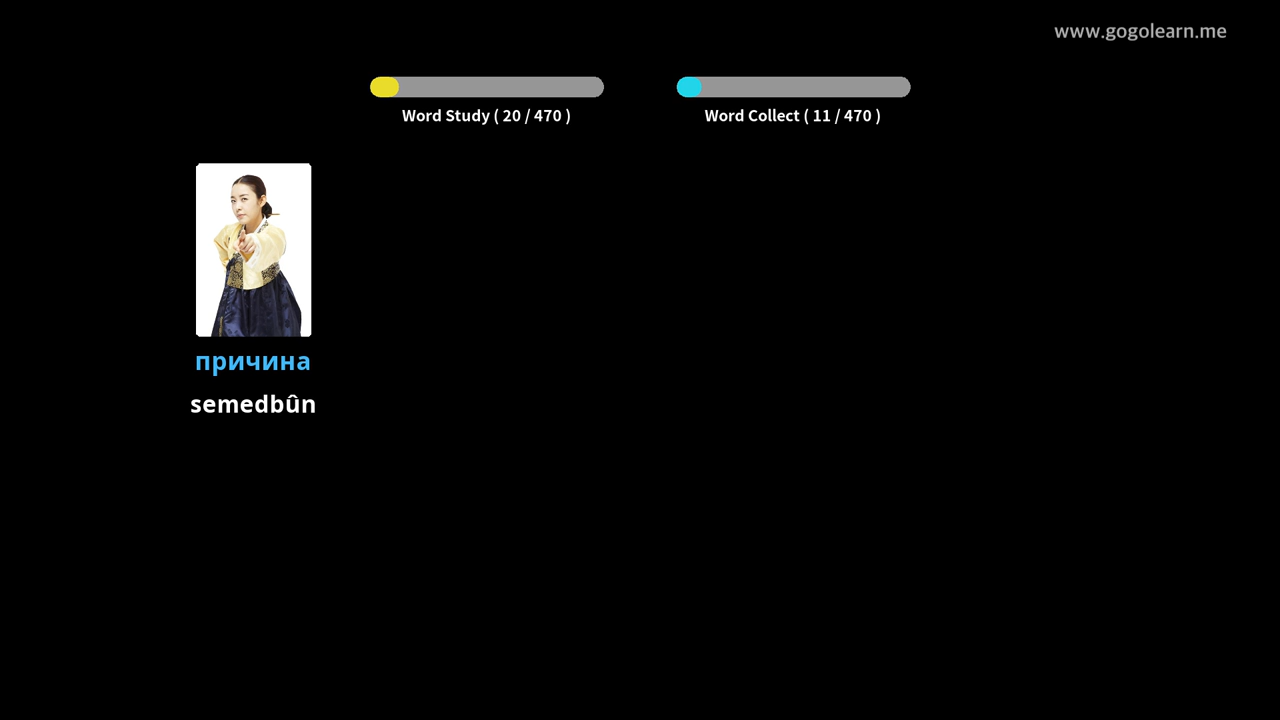 www.gogolearn.me
Word Study ( 20 / 470 )
Word Collect ( 11 / 470 )
причина
semedbûn